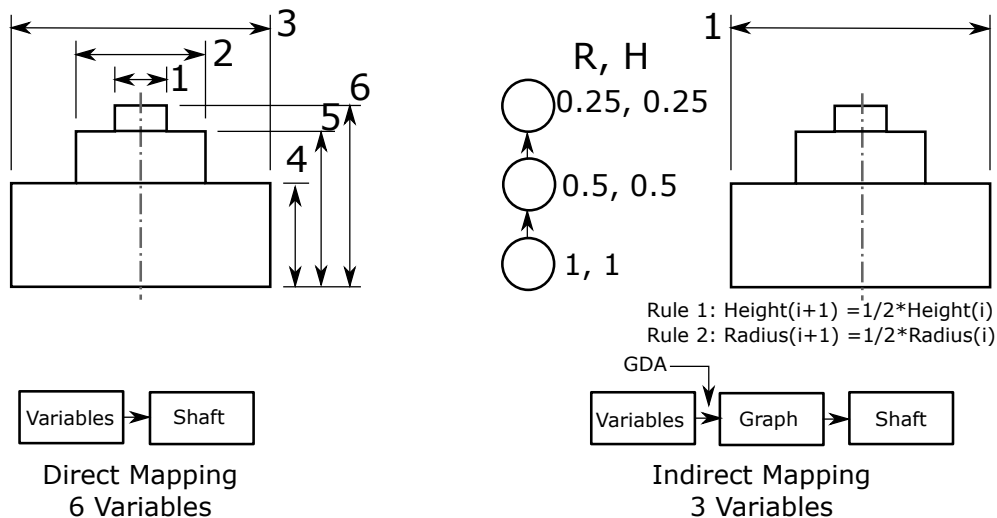 3
2
1
6
5
4
R, H
0.25, 0.25
0.5, 0.5
1, 1
1
Rule 1: Height(i+1) =1/2*Height(i)
Rule 2: Radius(i+1) =1/2*Radius(i)
Variables
Shaft
Direct Mapping
6 Variables
GDA
Variables
Graph
Shaft
Indirect Mapping
3 Variables